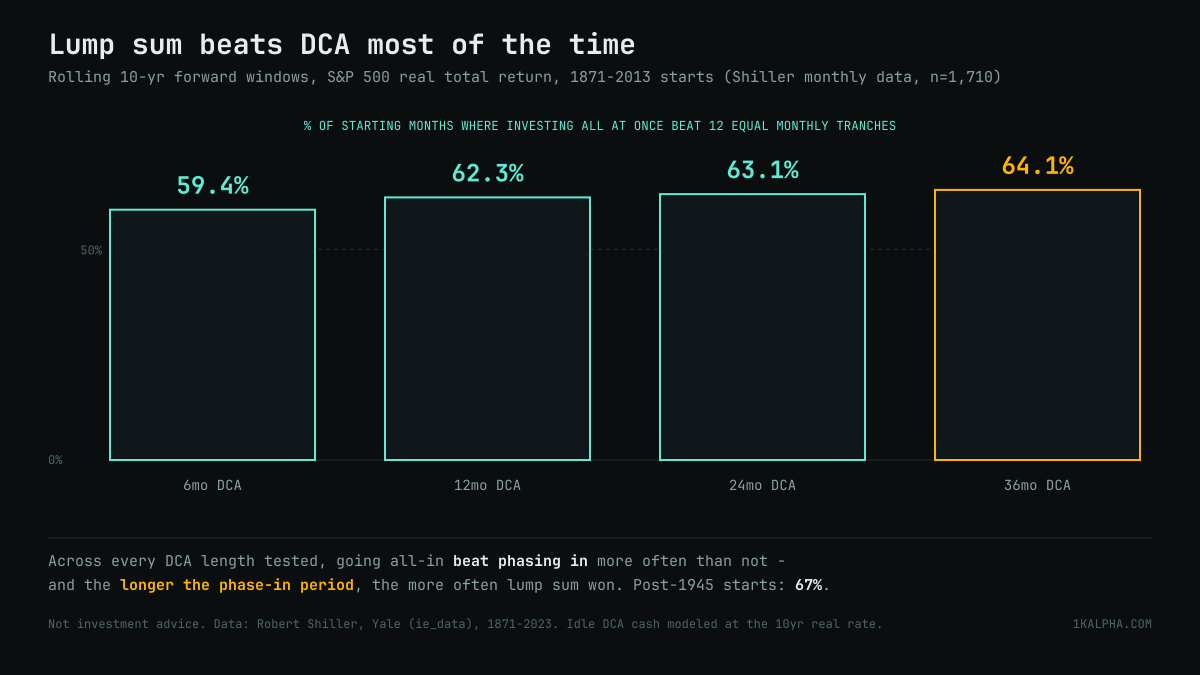 Lump sum beats DCA most of the time
Rolling 10-yr forward windows, S&P 500 real total return, 1871-2013 starts (Shiller monthly data, n=1,710)
% OF STARTING MONTHS WHERE INVESTING ALL AT ONCE BEAT 12 EQUAL MONTHLY TRANCHES
59.4%
62.3%
63.1%
64.1%
50%
0%
6mo DCA
12mo DCA
24mo DCA
36mo DCA
Across every DCA length tested, going all-in beat phasing in more often than not -
and the longer the phase-in period, the more often lump sum won. Post-1945 starts: 67%.
Not investment advice. Data: Robert Shiller, Yale (ie_data), 1871-2023. Idle DCA cash modeled at the 10yr real rate.
1KALPHA.COM